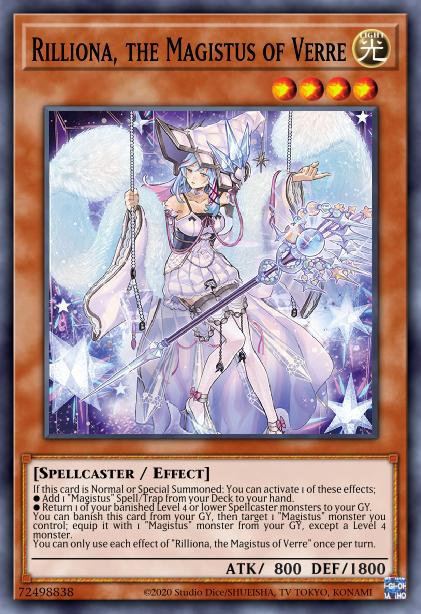 Rilliona, the Magistus of Verre
LIGHT
光
[Spellcaster / Effect]
If this card is Normal or Special Summoned: You can activate 1 of these effects;
● Add 1 "Magistus" Spell/Trap from your Deck to your hand.
● Return 1 of your banished Level 4 or lower Spellcaster monsters to your GY.
You can banish this card from your GY, then target 1 "Magistus" monster you
control; equip it with 1 "Magistus" monster from your GY, except a Level 4
monster.
You can only use each effect of "Rilliona, the Magistus of Verre" once per turn.
ATK/ 800 DEF/1800
72498838
©2020 Studio Dice/SHUEISHA, TV TOKYO, KONAMI